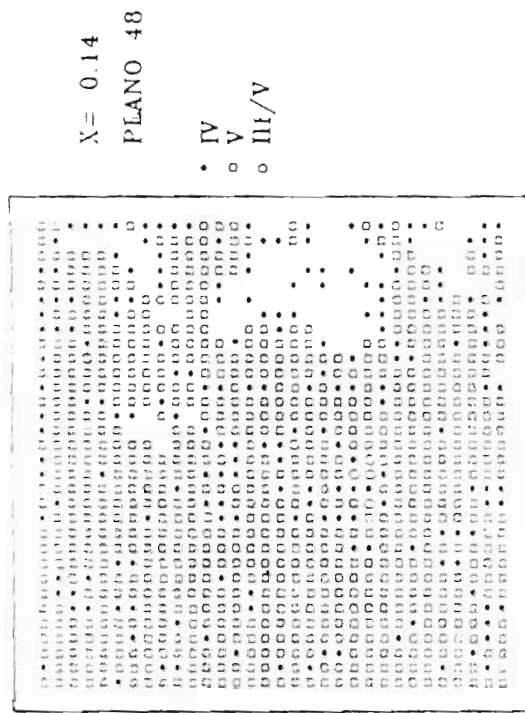 X= 0.14
PLANO 48
• IV
▫ V
○ III/V